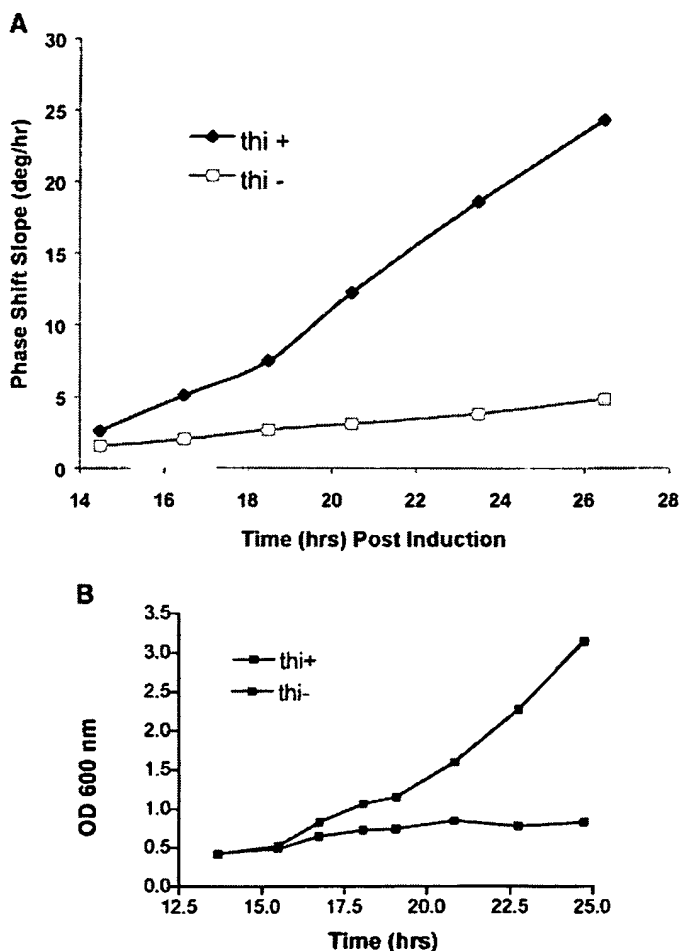 A
30
25
20
15
10
5
0
Phase Shift Slope (deg/hr)
thi +
thi -
14 16 18 20 22 24 26 28
Time (hrs) Post Induction
B
3.5
3.0
2.5
2.0
1.5
1.0
0.5
0.0
OD 600 nm
thi+
thi-
12.5 15.0 17.5 20.0 22.5 25.0
Time (hrs)